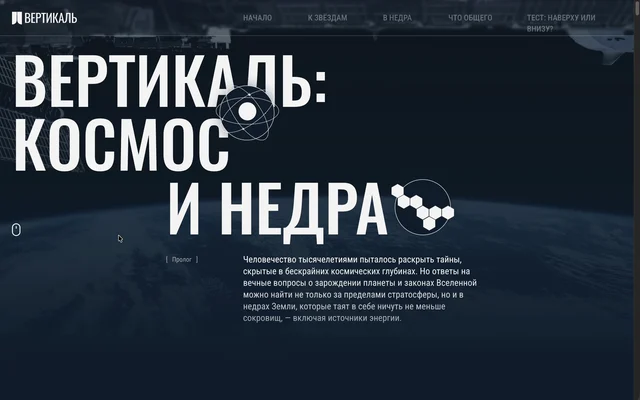 ВЕРТИКАЛЬ
НАЧАЛО
К ЗВЕЗДАМ
В НЕДРА
ЧТО ОБЩЕГО
ТЕСТ: НАВЕРХУ ИЛИ
ВНИЗУ?
ВЕРТИКАЛЬ:
КОСМОС
И НЕДРА
[ Пролог ]
Человечество тысячелетиями пыталось раскрыть тайны,
скрытые в бескрайних космических глубинах. Но ответы на
вечные вопросы о зарождении планеты и законах Вселенной
можно найти не только за пределами стратосферы, но и в
недрах Земли, которые таят в себе ничуть не меньше
сокровищ, — включая источники энергии.